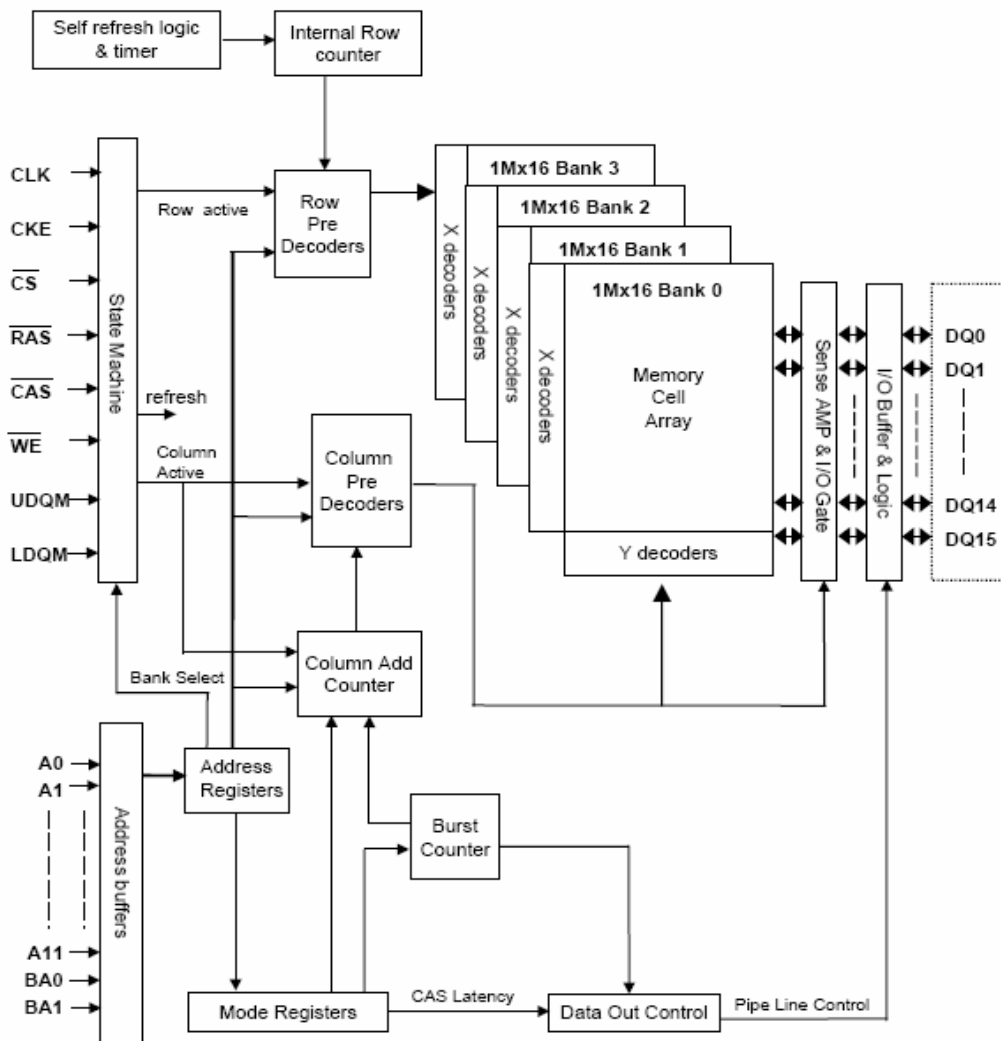 Self refresh logic
& timer
Internal Row
counter
CLK
CKE
CS
RAS
CAS
WE
UDQM
LDQM
State Machine
Row active
refresh
Column
Active
Bank Select
Row
Pre
Decoders
Column
Pre
Decoders
Column Add
Counter
1Mx16 Bank 3
1Mx16 Bank 2
1Mx16 Bank 1
1Mx16 Bank 0
X decoders
X decoders
X decoders
X decoders
Memory
Cell
Array
Y decoders
Sense AMP & I/O Gate
I/O Buffer & Logic
DQ0
DQ1
DQ14
DQ15
A0
A1
A11
BA0
BA1
Address buffers
Address
Registers
Burst
Counter
Mode Registers
CAS Latency
Data Out Control
Pipe Line Control